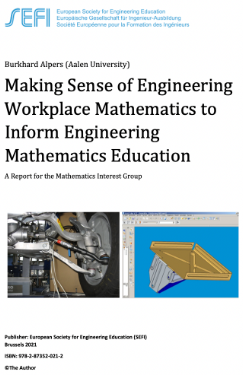 SEFI
European Society for Engineering Education
Europäische Gesellschaft für Ingenieur-Ausbildung
Société Européenne pour la Formation des Ingénieurs
Burkhard Alpers (Aalen University)
Making Sense of Engineering
Workplace Mathematics to
Inform Engineering
Mathematics Education
A Report for the Mathematics Interest Group
Publisher: European Society for Engineering Education (SEFI)
Brussels 2021
ISBN: 978-2-87352-021-2
©The Author